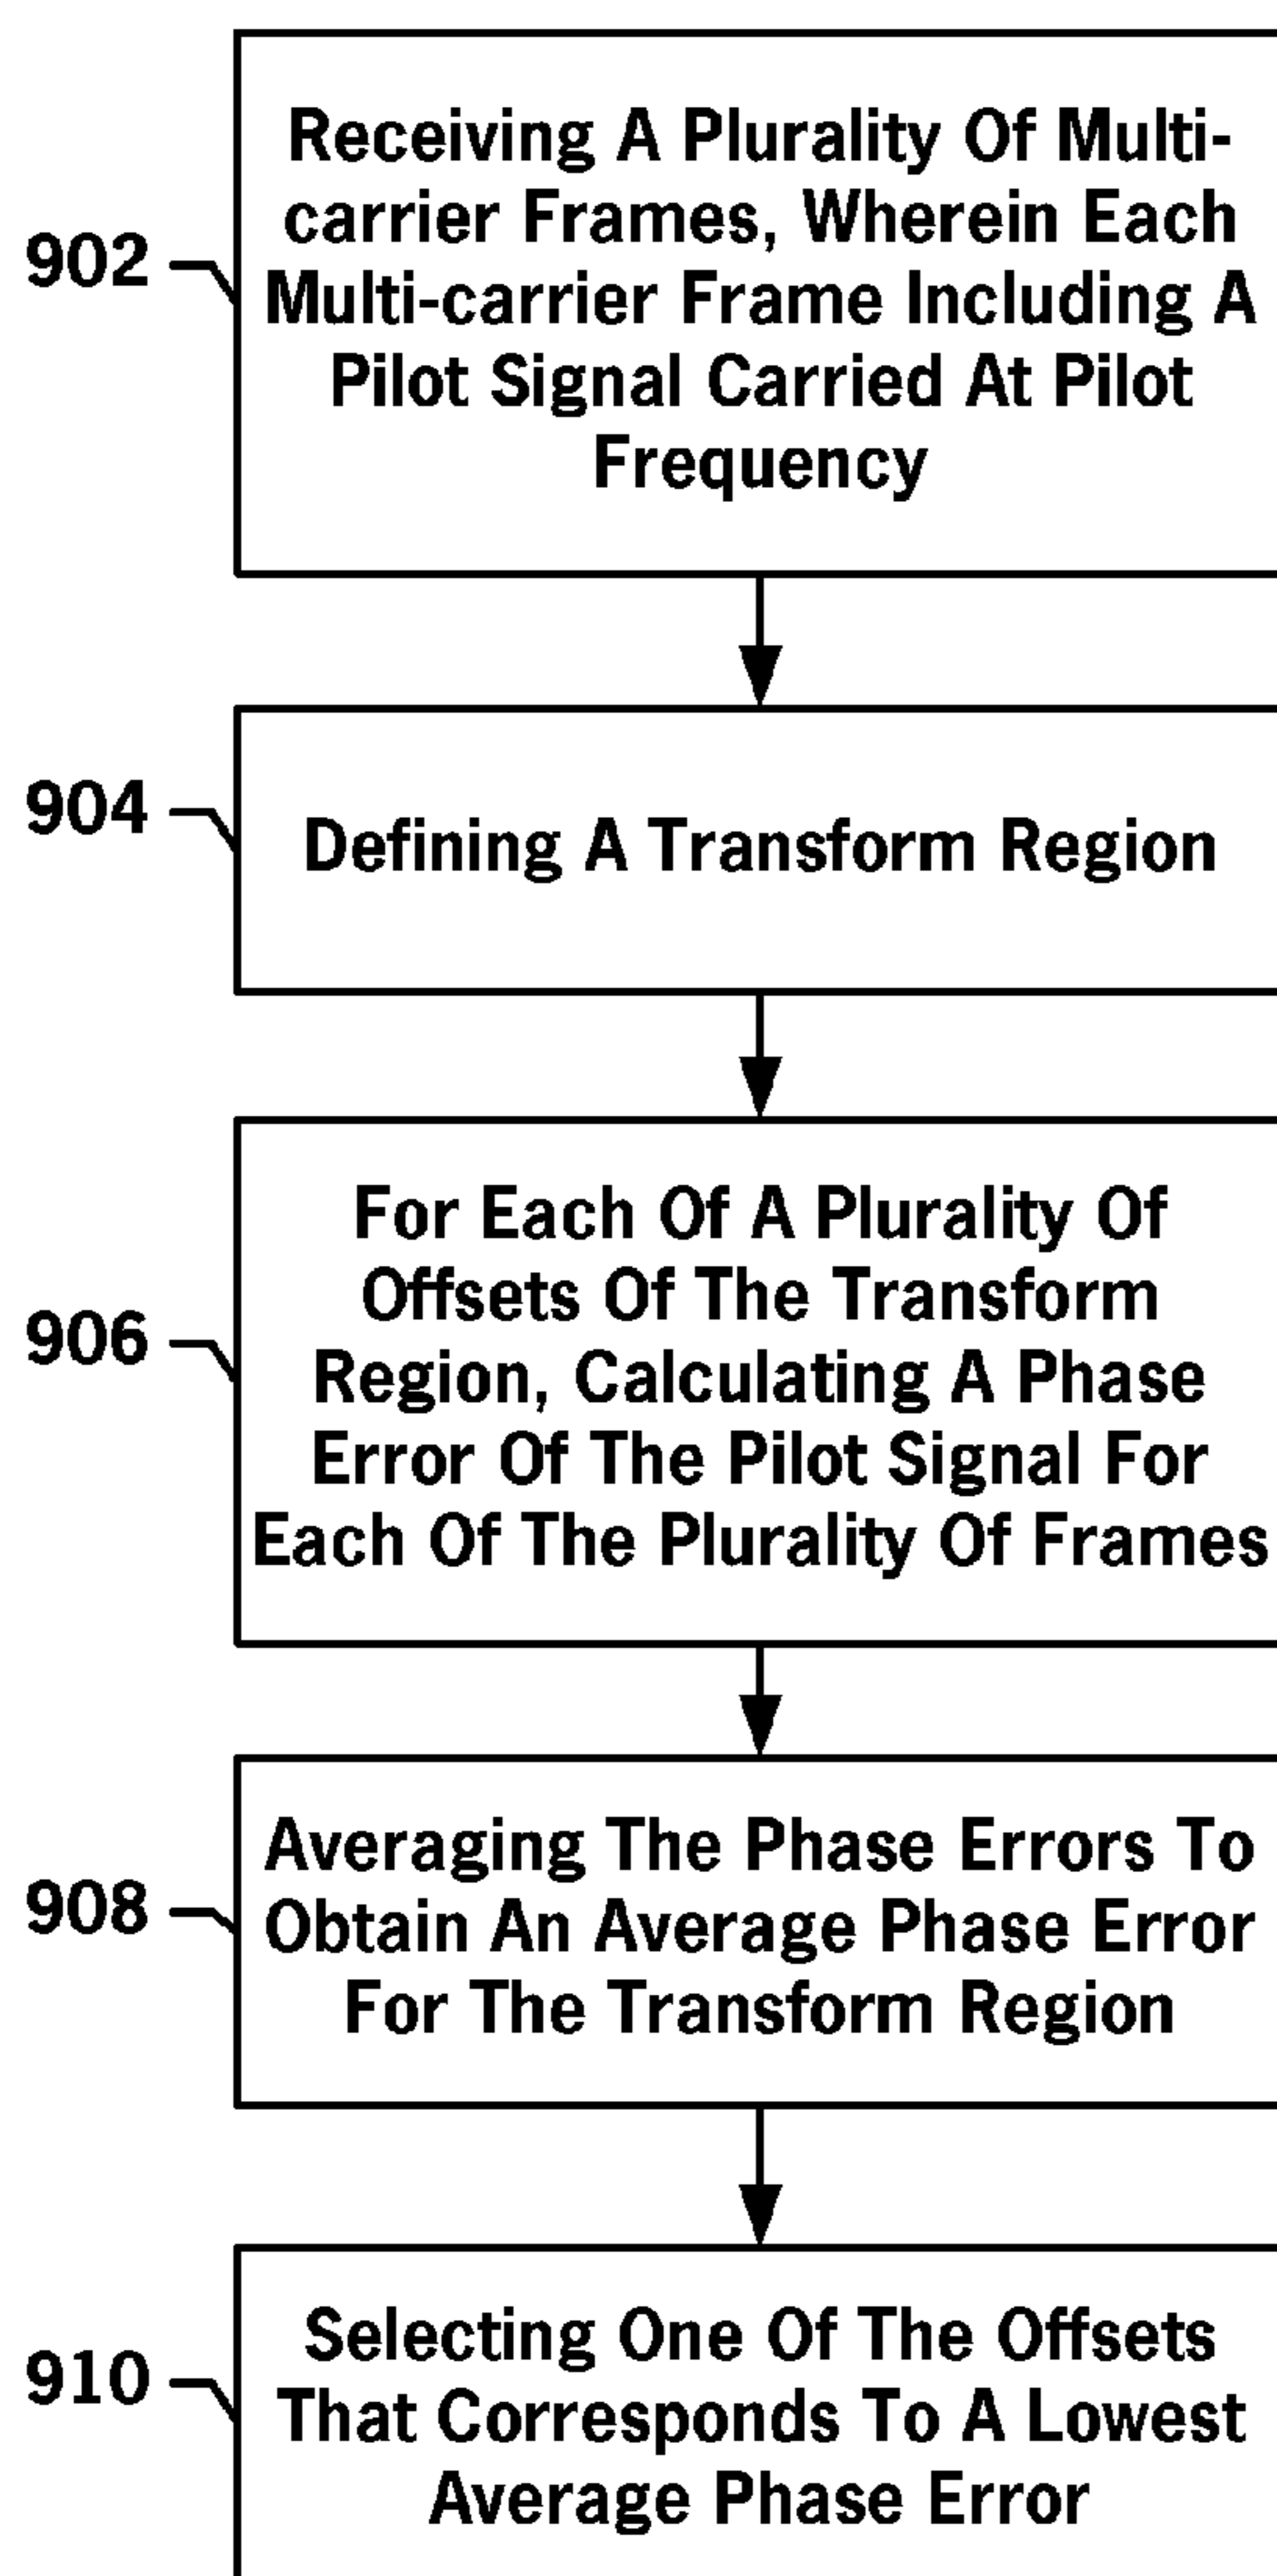 902
Receiving A Plurality Of Multi-
carrier Frames, Wherein Each
Multi-carrier Frame Including A
Pilot Signal Carried At Pilot
Frequency
904
Defining A Transform Region
906
For Each Of A Plurality Of
Offsets Of The Transform
Region, Calculating A Phase
Error Of The Pilot Signal For
Each Of The Plurality Of Frames
908
Averaging The Phase Errors To
Obtain An Average Phase Error
For The Transform Region
910
Selecting One Of The Offsets
That Corresponds To A Lowest
Average Phase Error